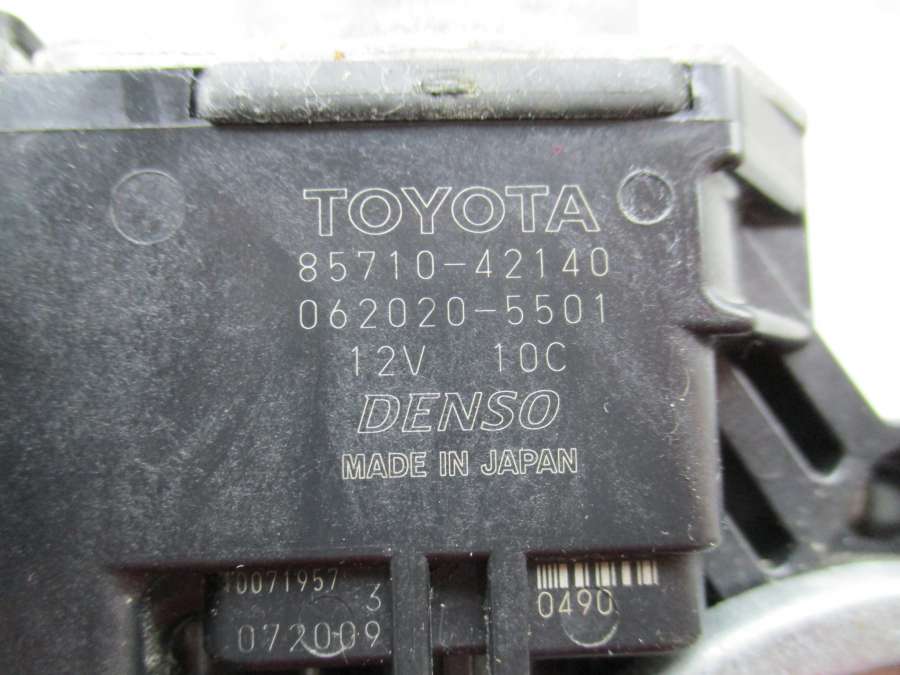 TOYOTA
85710-42140
062020-5501
12V 10C
DENSO
MADE IN JAPAN
10071957
3
072009
0490